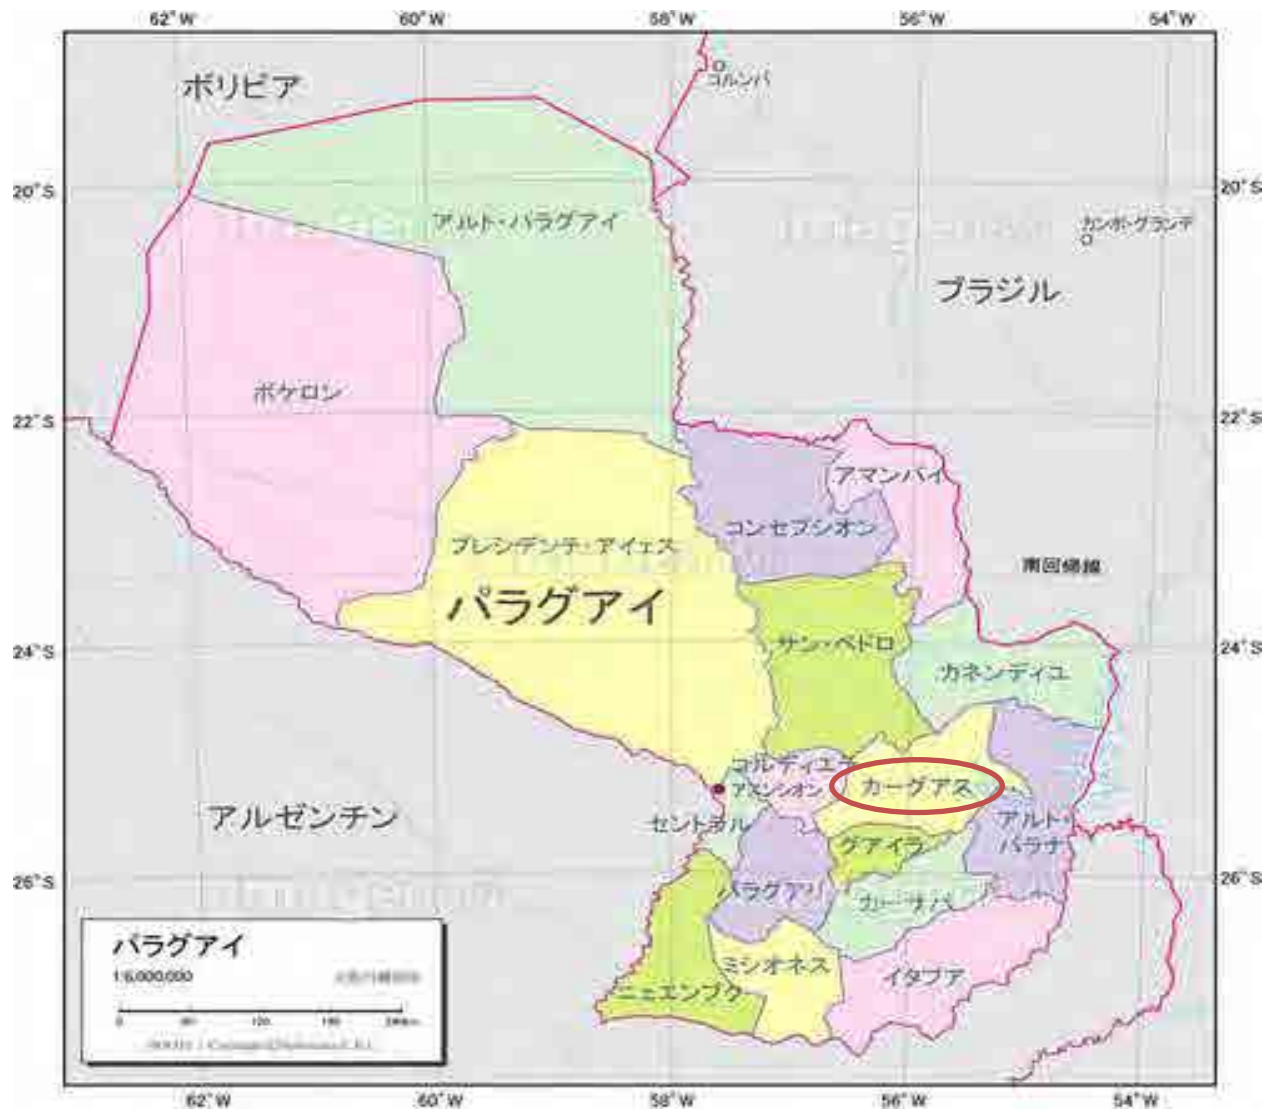 62°W
60°W
58°W
56°W
54°W
ボリビア
コルンバ
20°S
20°S
アルト・パラグアイ
カンポ・グランデ
ブラジル
ボケロン
22°S
22°S
アマンバイ
コンセプシオン
プレシデンテ・アイェス
南回帰線
パラグアイ
サン・ペドロ
24°S
24°S
カネンディユ
コルディエラ
アスンシオン
カーグアス
アルゼンチン
セントラル
グアイラ
アルト・
パラナ
26°S
26°S
パラグアリ
カーサパ
ミシオネス
イタプア
ニェエンブク
パラグアイ
1:6,000,000
0
62°W
60°W
58°W
56°W
54°W